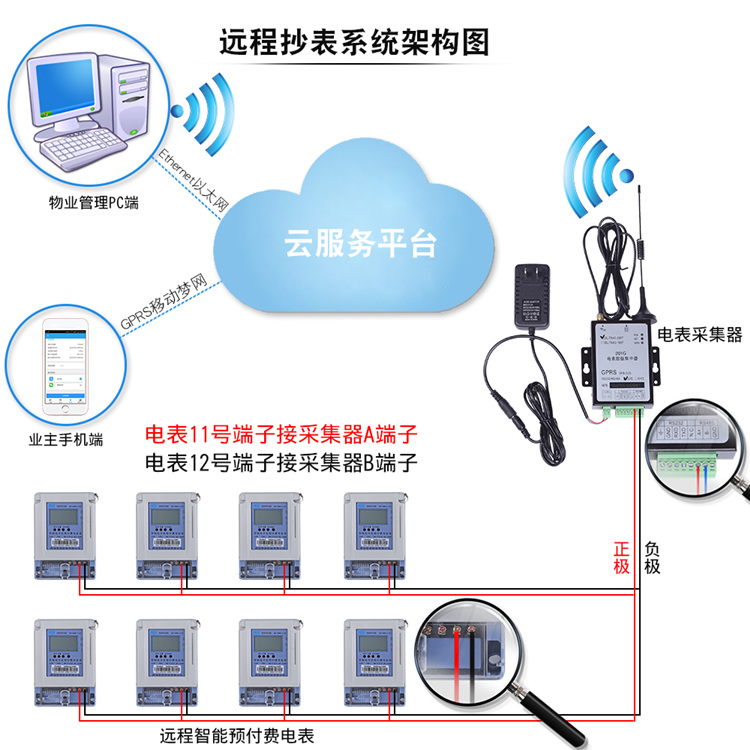 远程抄表系统架构图
Ethernet以太网
物业管理PC端
云服务平台
GPRS移动梦网
电表采集器
GPRS
业主手机端
电表11号端子接采集器A端子
电表12号端子接采集器B端子
RS232
正极
负极
远程智能预付费电表